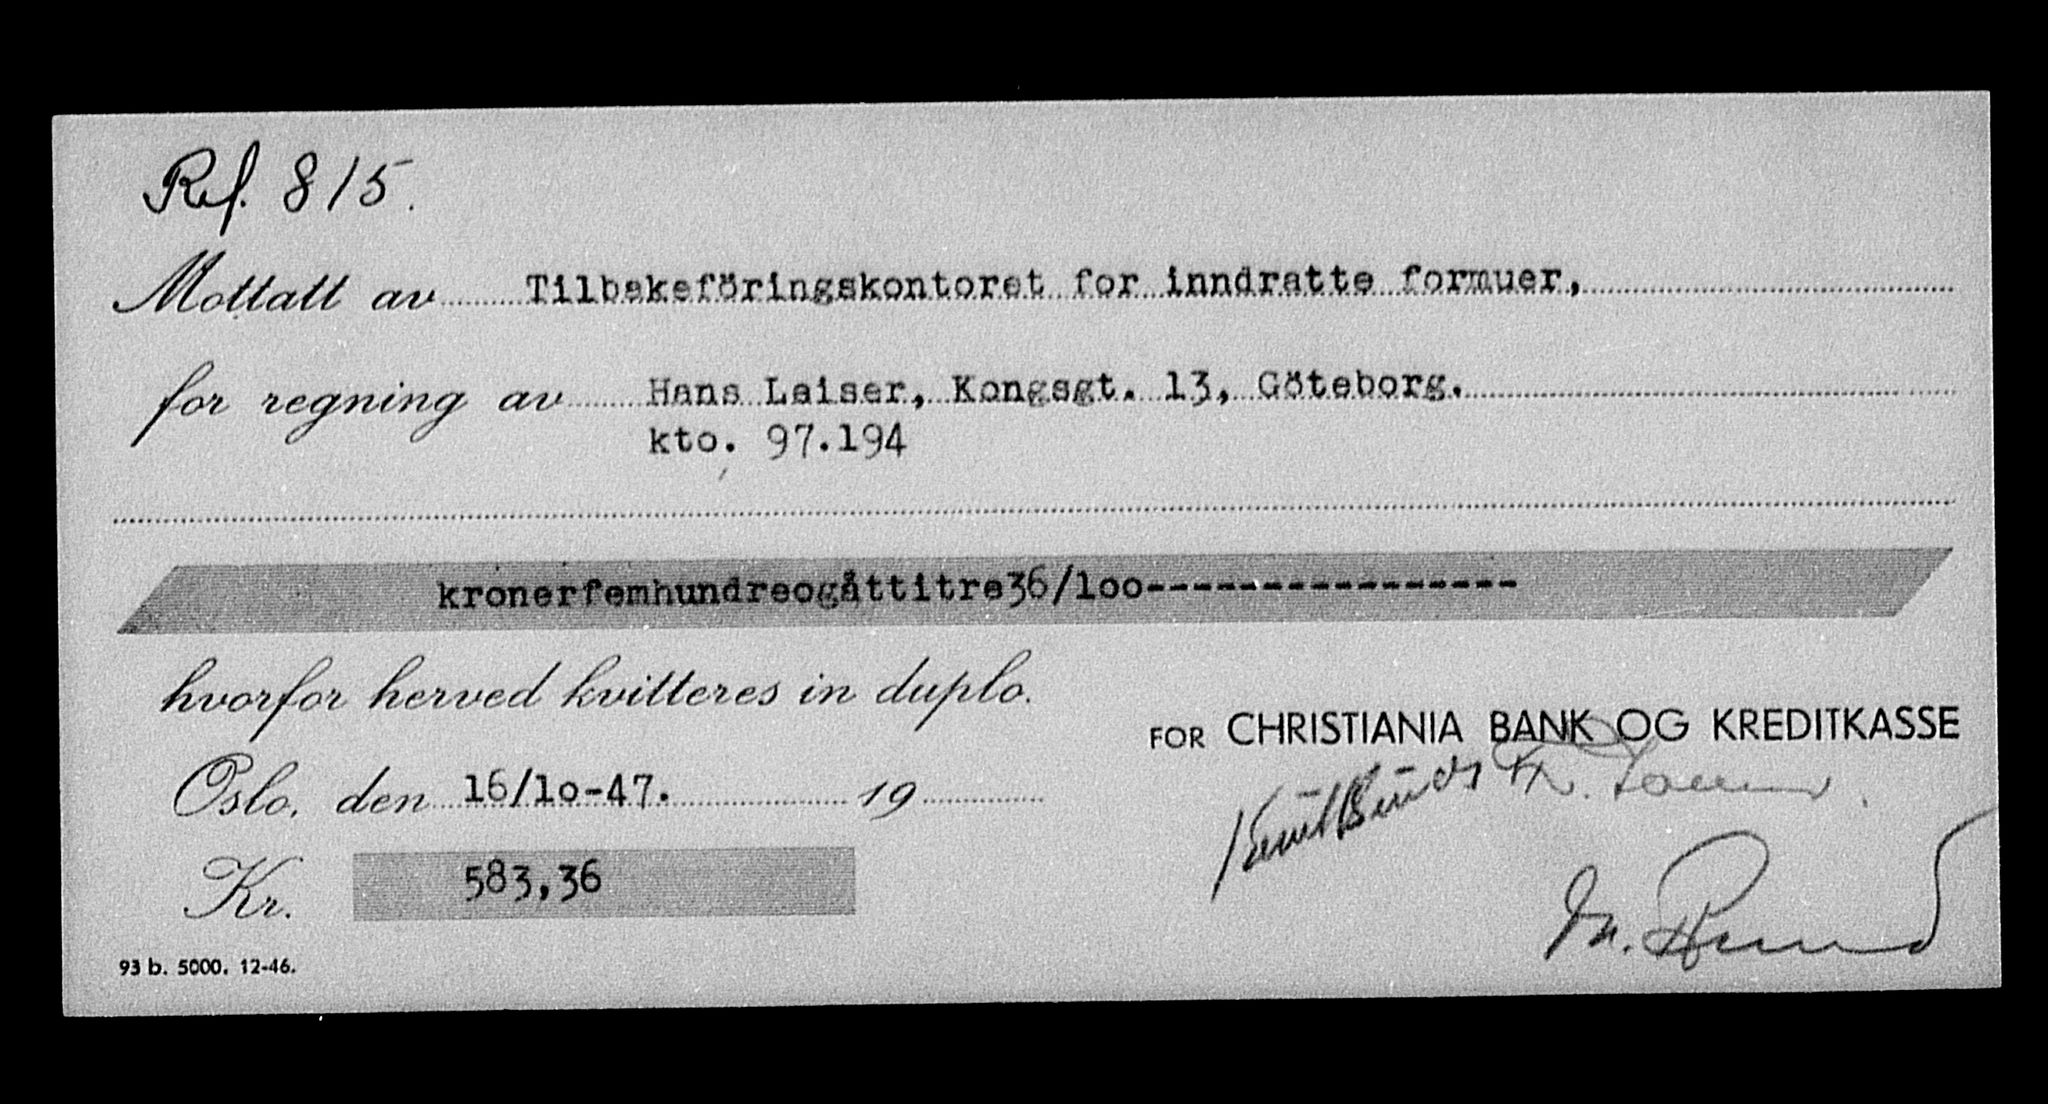 Ref. 815.
Mottatt av Tilbakeföringskontoret for inndratte formuer,
for regning av Hans Laiser, Kongsgt. 13, Göteborg.
kto. 97.194
kronerfemhundreogåttitre36/loo----------------
hvorfor herved kvitteres in duplo.
FOR CHRISTIANIA BANK OG KREDITKASSE
Oslo, den 16/lo-47. 19
Kr. 583,36
93 b. 5000. 12-46.